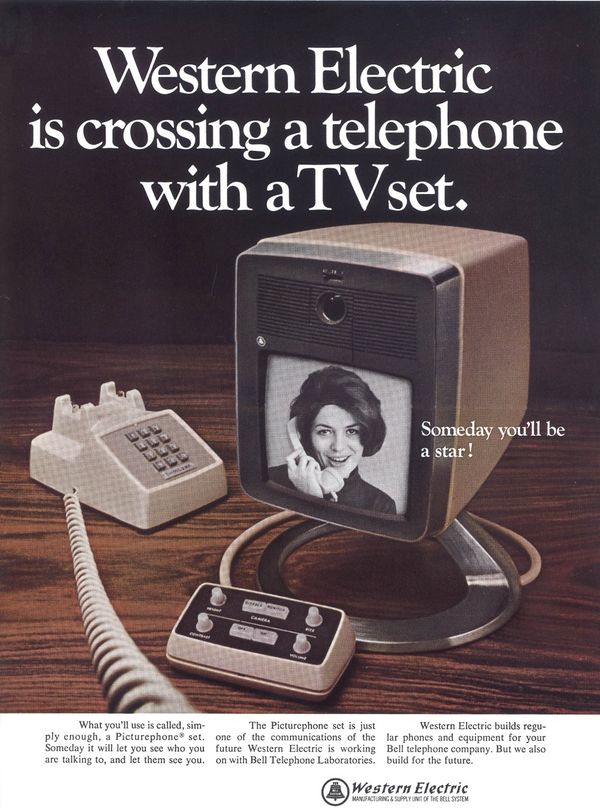 Western Electric
is crossing a telephone
with a TV set.
Someday you'll be
a star!
HEIGHT
DISABLE MONITOR
CAMERA
SIZE
CONTRAST
OFF ON
VOLUME
What you'll use is called, sim-
ply enough, a Picturephone® set.
Someday it will let you see who you
are talking to, and let them see you.
The Picturephone set is just
one of the communications of the
future Western Electric is working
on with Bell Telephone Laboratories.
Western Electric builds regu-
lar phones and equipment for your
Bell telephone company. But we also
build for the future.
Western Electric
MANUFACTURING & SUPPLY UNIT OF THE BELL SYSTEM